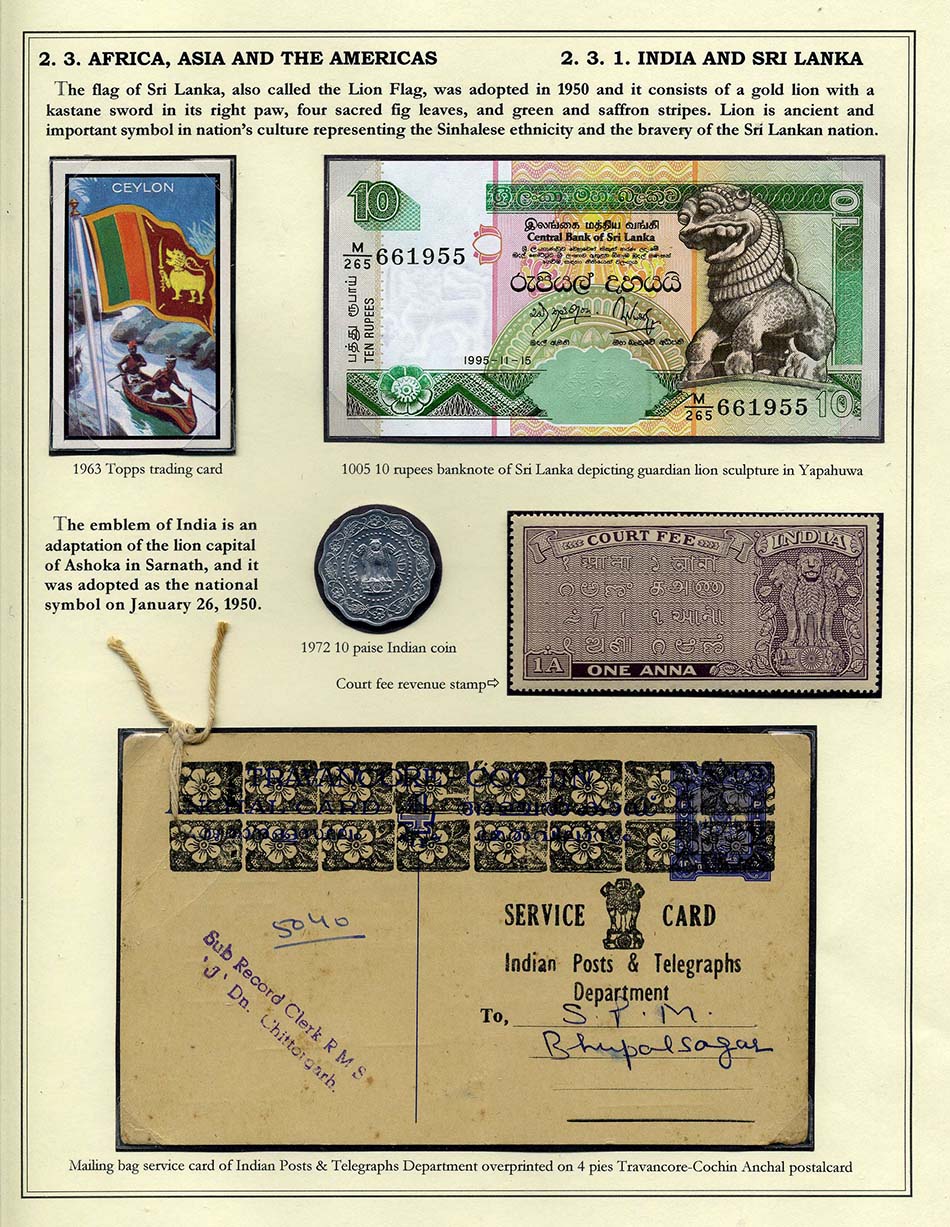 2. 3. AFRICA, ASIA AND THE AMERICAS
2. 3. 1. INDIA AND SRI LANKA
The flag of Sri Lanka, also called the Lion Flag, was adopted in 1950 and it consists of a gold lion with a
kastane sword in its right paw, four sacred fig leaves, and green and saffron stripes. Lion is ancient and
important symbol in nation's culture representing the Sinhalese ethnicity and the bravery of the Sri Lankan nation.
CEYLON
10
ශ්‍රී ලංකා මහ බැංකුව
10
இலங்கை மத்திய வங்கி
Central Bank of Sri Lanka
M/265 661955
රුපියල් දහයයි
பத்து ரூபாய்
TEN RUPEES
1995-11-15
M/265 661955 10
1963 Topps trading card
1005 10 rupees banknote of Sri Lanka depicting guardian lion sculpture in Yapahuwa
The emblem of India is an
adaptation of the lion capital
of Ashoka in Sarnath, and it
was adopted as the national
symbol on January 26, 1950.
1972 10 paise Indian coin
COURT FEE
INDIA
1A
ONE ANNA
Court fee revenue stamp⇨
TRAVANCORE-COCHIN
ANCHAL CARD
5040
Sub Record Clerk R M S
'J' Dn. Chittorgarh.
SERVICE CARD
Indian Posts & Telegraphs
Department
To, S. P. M.
Bhupalsagar
Mailing bag service card of Indian Posts & Telegraphs Department overprinted on 4 pies Travancore-Cochin Anchal postalcard